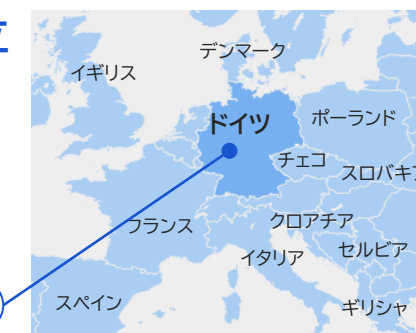 デンマーク
イギリス
ドイツ
ポーランド
チェコ
スロバキ
フランス
クロアチア
セルビア
イタリア
スペイン
ギリシャ